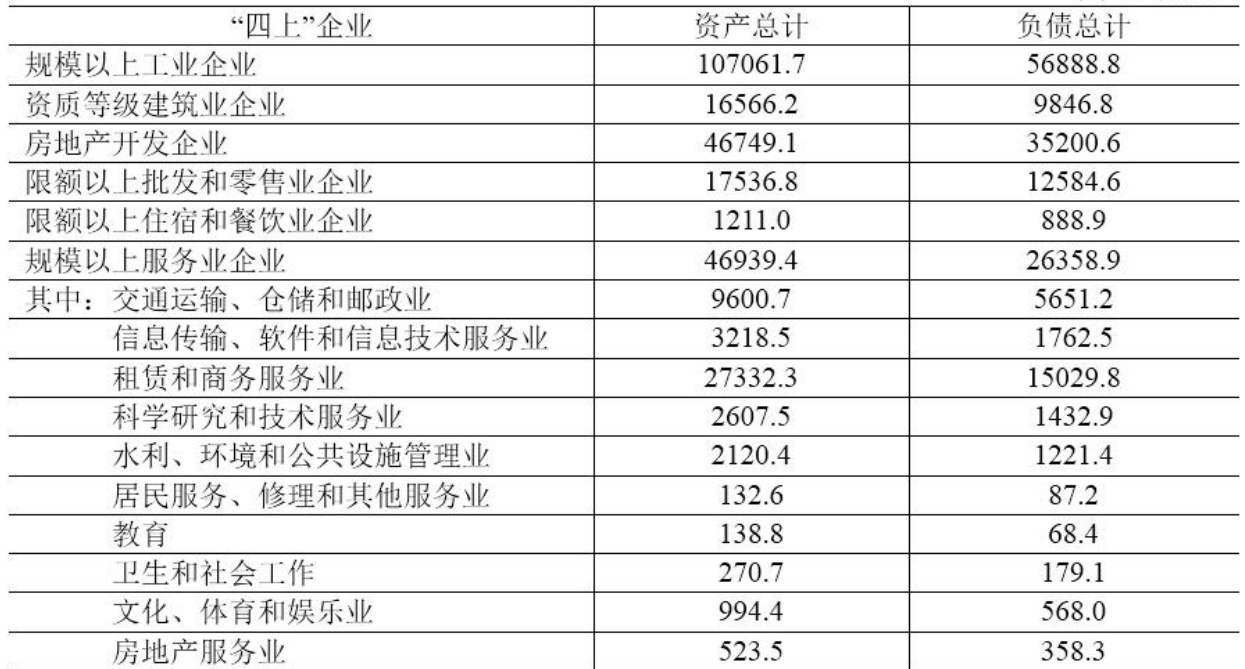 “四上”企业 资产总计 负债总计
规模以上工业企业 107061.7 56888.8
资质等级建筑业企业 16566.2 9846.8
房地产开发企业 46749.1 35200.6
限额以上批发和零售业企业 17536.8 12584.6
限额以上住宿和餐饮业企业 1211.0 888.9
规模以上服务业企业 46939.4 26358.9
其中：交通运输、仓储和邮政业 9600.7 5651.2
信息传输、软件和信息技术服务业 3218.5 1762.5
租赁和商务服务业 27332.3 15029.8
科学研究和技术服务业 2607.5 1432.9
水利、环境和公共设施管理业 2120.4 1221.4
居民服务、修理和其他服务业 132.6 87.2
教育 138.8 68.4
卫生和社会工作 270.7 179.1
文化、体育和娱乐业 994.4 568.0
房地产服务业 523.5 358.3